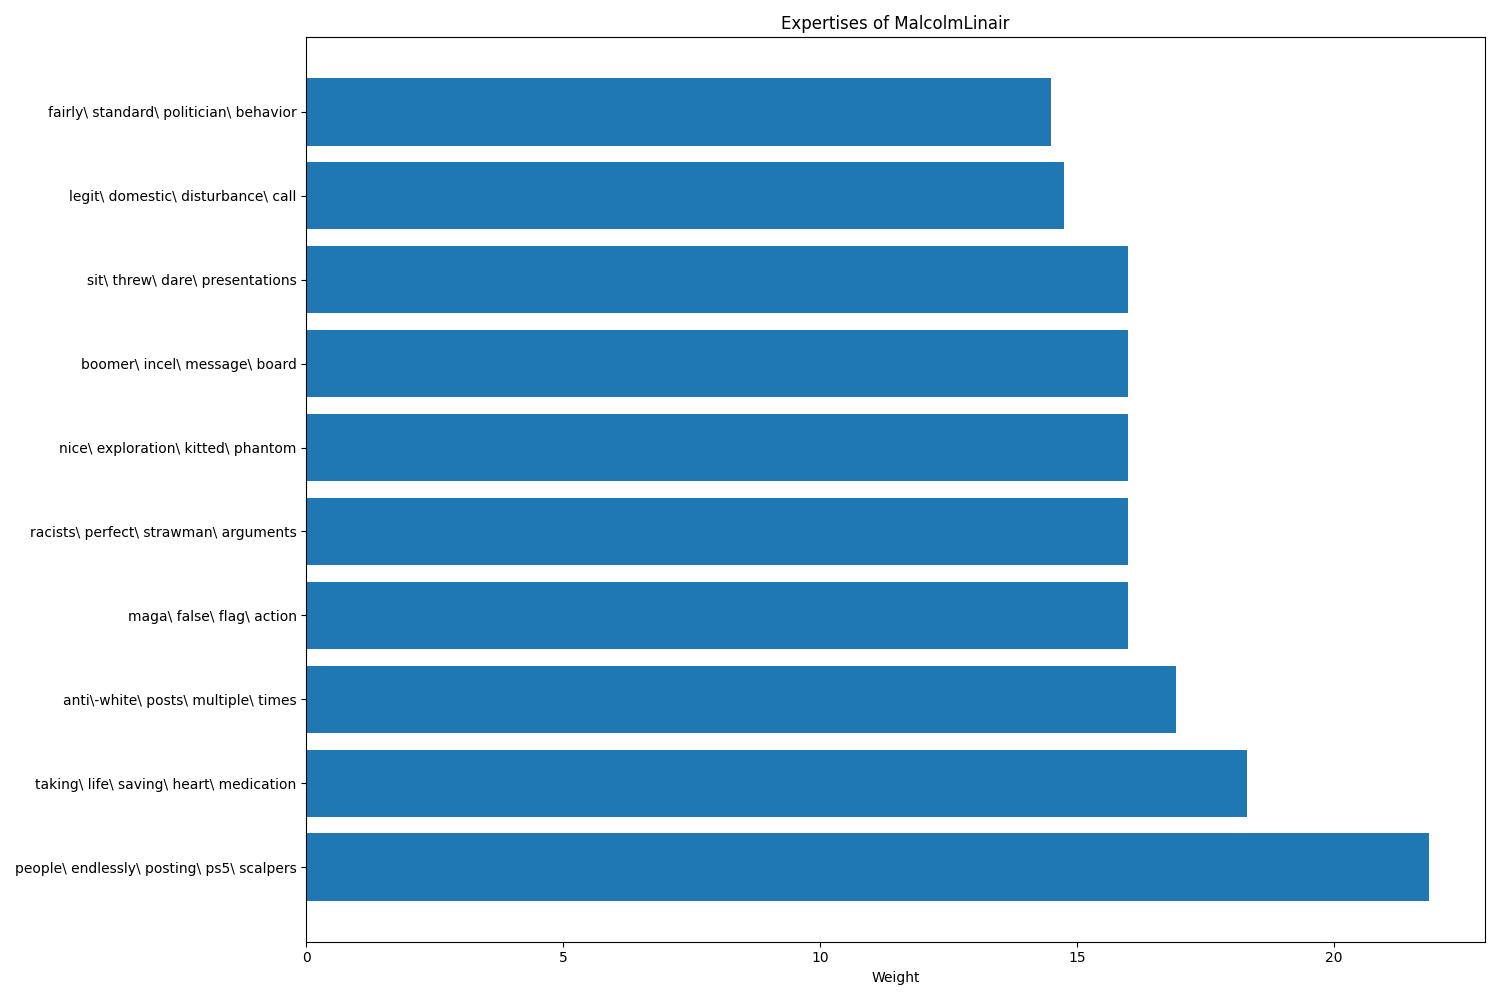 Expertises of MalcolmLinair
fairly\ standard\ politician\ behavior
legit\ domestic\ disturbance\ call
sit\ threw\ dare\ presentations
boomer\ incel\ message\ board
nice\ exploration\ kitted\ phantom
racists\ perfect\ strawman\ arguments
maga\ false\ flag\ action
anti\-white\ posts\ multiple\ times
taking\ life\ saving\ heart\ medication
people\ endlessly\ posting\ ps5\ scalpers
0 5 10 15 20
Weight